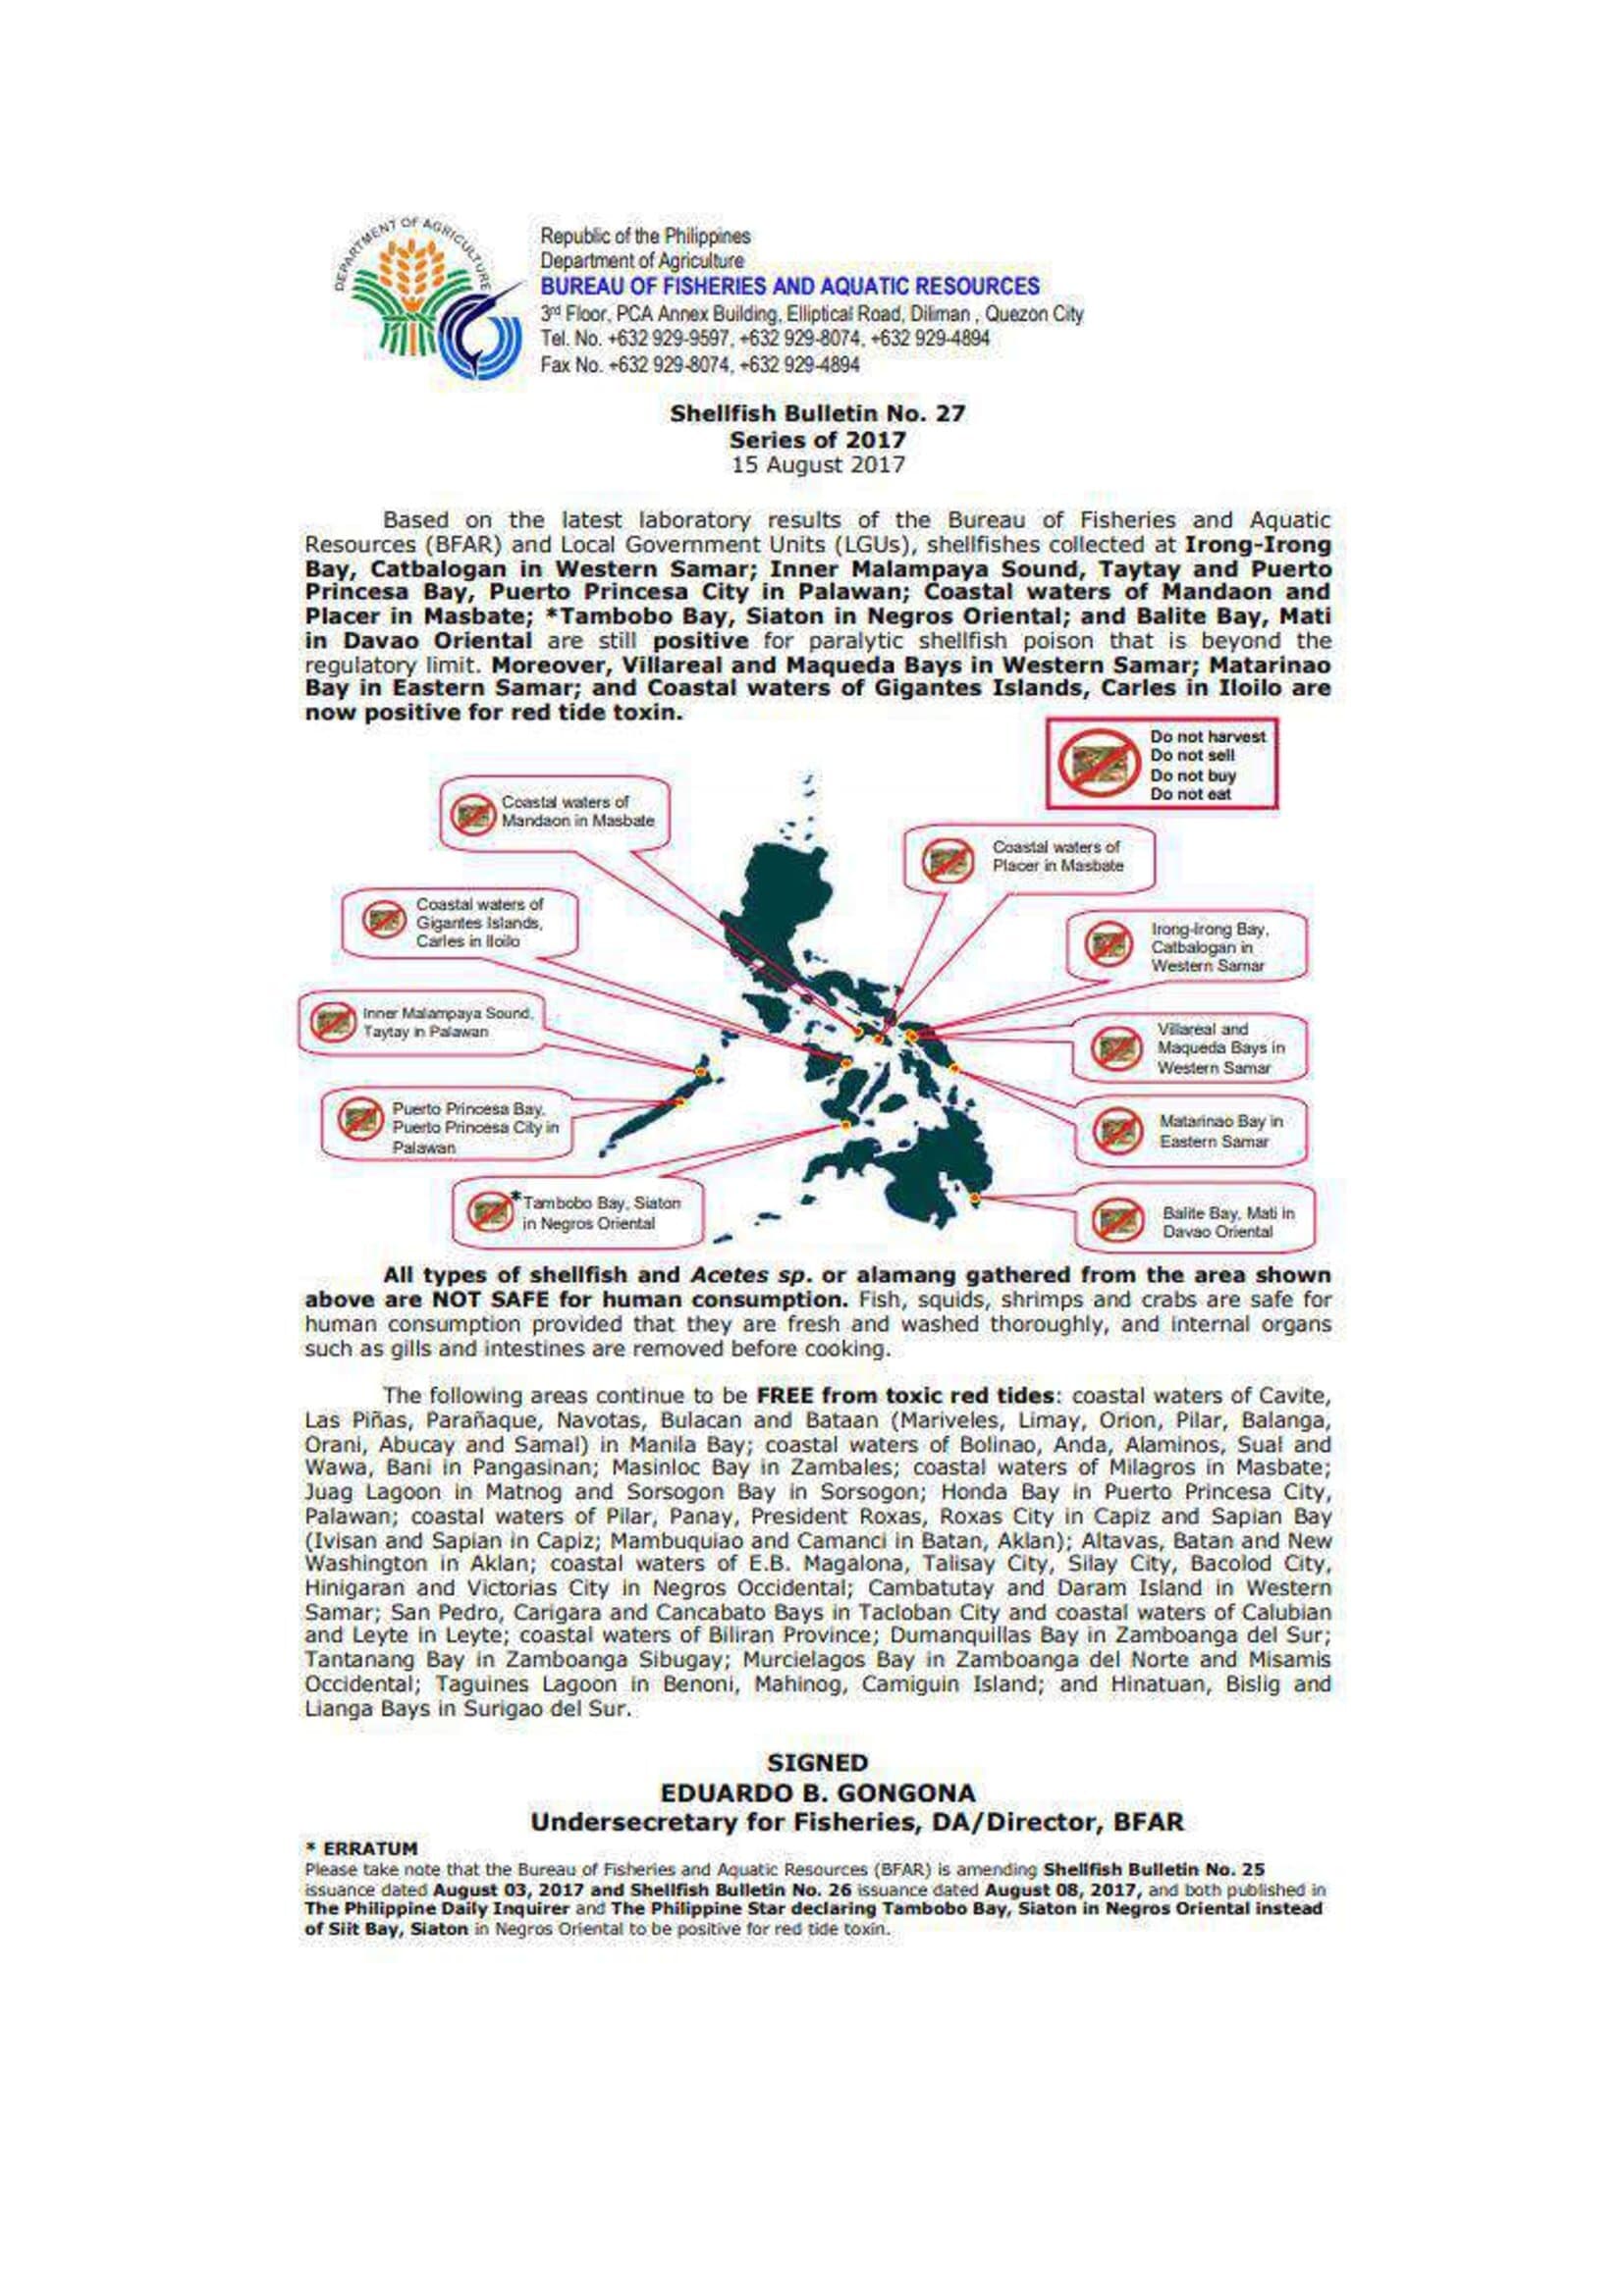 DEPARTMENT OF AGRICULTURE
Republic of the Philippines
Department of Agriculture
BUREAU OF FISHERIES AND AQUATIC RESOURCES
3rd Floor, PCA Annex Building, Elliptical Road, Diliman , Quezon City
Tel. No. +632 929-9597, +632 929-8074, +632 929-4894
Fax No. +632 929-8074, +632 929-4894
Shellfish Bulletin No. 27
Series of 2017
15 August 2017
Based on the latest laboratory results of the Bureau of Fisheries and Aquatic
Resources (BFAR) and Local Government Units (LGUs), shellfishes collected at Irong-Irong
Bay, Catbalogan in Western Samar; Inner Malampaya Sound, Taytay and Puerto
Princesa Bay, Puerto Princesa City in Palawan; Coastal waters of Mandaon and
Placer in Masbate; *Tambobo Bay, Siaton in Negros Oriental; and Balite Bay, Mati
in Davao Oriental are still positive for paralytic shellfish poison that is beyond the
regulatory limit. Moreover, Villareal and Maqueda Bays in Western Samar; Matarinao
Bay in Eastern Samar; and Coastal waters of Gigantes Islands, Carles in Iloilo are
now positive for red tide toxin.
Do not harvest
Do not sell
Do not buy
Do not eat
Coastal waters of
Mandaon in Masbate
Coastal waters of
Placer in Masbate
Coastal waters of
Gigantes Islands,
Carles in Iloilo
Irong-Irong Bay,
Catbalogan in
Western Samar
Inner Malampaya Sound,
Taytay in Palawan
Villareal and
Maqueda Bays in
Western Samar
Puerto Princesa Bay,
Puerto Princesa City in
Palawan
Matarinao Bay in
Eastern Samar
*Tambobo Bay, Siaton
in Negros Oriental
Balite Bay, Mati in
Davao Oriental
All types of shellfish and Acetes sp. or alamang gathered from the area shown
above are NOT SAFE for human consumption. Fish, squids, shrimps and crabs are safe for
human consumption provided that they are fresh and washed thoroughly, and internal organs
such as gills and intestines are removed before cooking.
The following areas continue to be FREE from toxic red tides: coastal waters of Cavite,
Las Piñas, Parañaque, Navotas, Bulacan and Bataan (Mariveles, Limay, Orion, Pilar, Balanga,
Orani, Abucay and Samal) in Manila Bay; coastal waters of Bolinao, Anda, Alaminos, Sual and
Wawa, Bani in Pangasinan; Masinloc Bay in Zambales; coastal waters of Milagros in Masbate;
Juag Lagoon in Matnog and Sorsogon Bay in Sorsogon; Honda Bay in Puerto Princesa City,
Palawan; coastal waters of Pilar, Panay, President Roxas, Roxas City in Capiz and Sapian Bay
(Ivisan and Sapian in Capiz; Mambuquiao and Camanci in Batan, Aklan); Altavas, Batan and New
Washington in Aklan; coastal waters of E.B. Magalona, Talisay City, Silay City, Bacolod City,
Hinigaran and Victorias City in Negros Occidental; Cambatutay and Daram Island in Western
Samar; San Pedro, Carigara and Cancabato Bays in Tacloban City and coastal waters of Calubian
and Leyte in Leyte; coastal waters of Biliran Province; Dumanquillas Bay in Zamboanga del Sur;
Tantanang Bay in Zamboanga Sibugay; Murcielagos Bay in Zamboanga del Norte and Misamis
Occidental; Taguines Lagoon in Benoni, Mahinog, Camiguin Island; and Hinatuan, Bislig and
Lianga Bays in Surigao del Sur.
SIGNED
EDUARDO B. GONGONA
Undersecretary for Fisheries, DA/Director, BFAR
* ERRATUM
Please take note that the Bureau of Fisheries and Aquatic Resources (BFAR) is amending Shellfish Bulletin No. 25
issuance dated August 03, 2017 and Shellfish Bulletin No. 26 issuance dated August 08, 2017, and both published in
The Philippine Daily Inquirer and The Philippine Star declaring Tambobo Bay, Siaton in Negros Oriental instead
of Siit Bay, Siaton in Negros Oriental to be positive for red tide toxin.